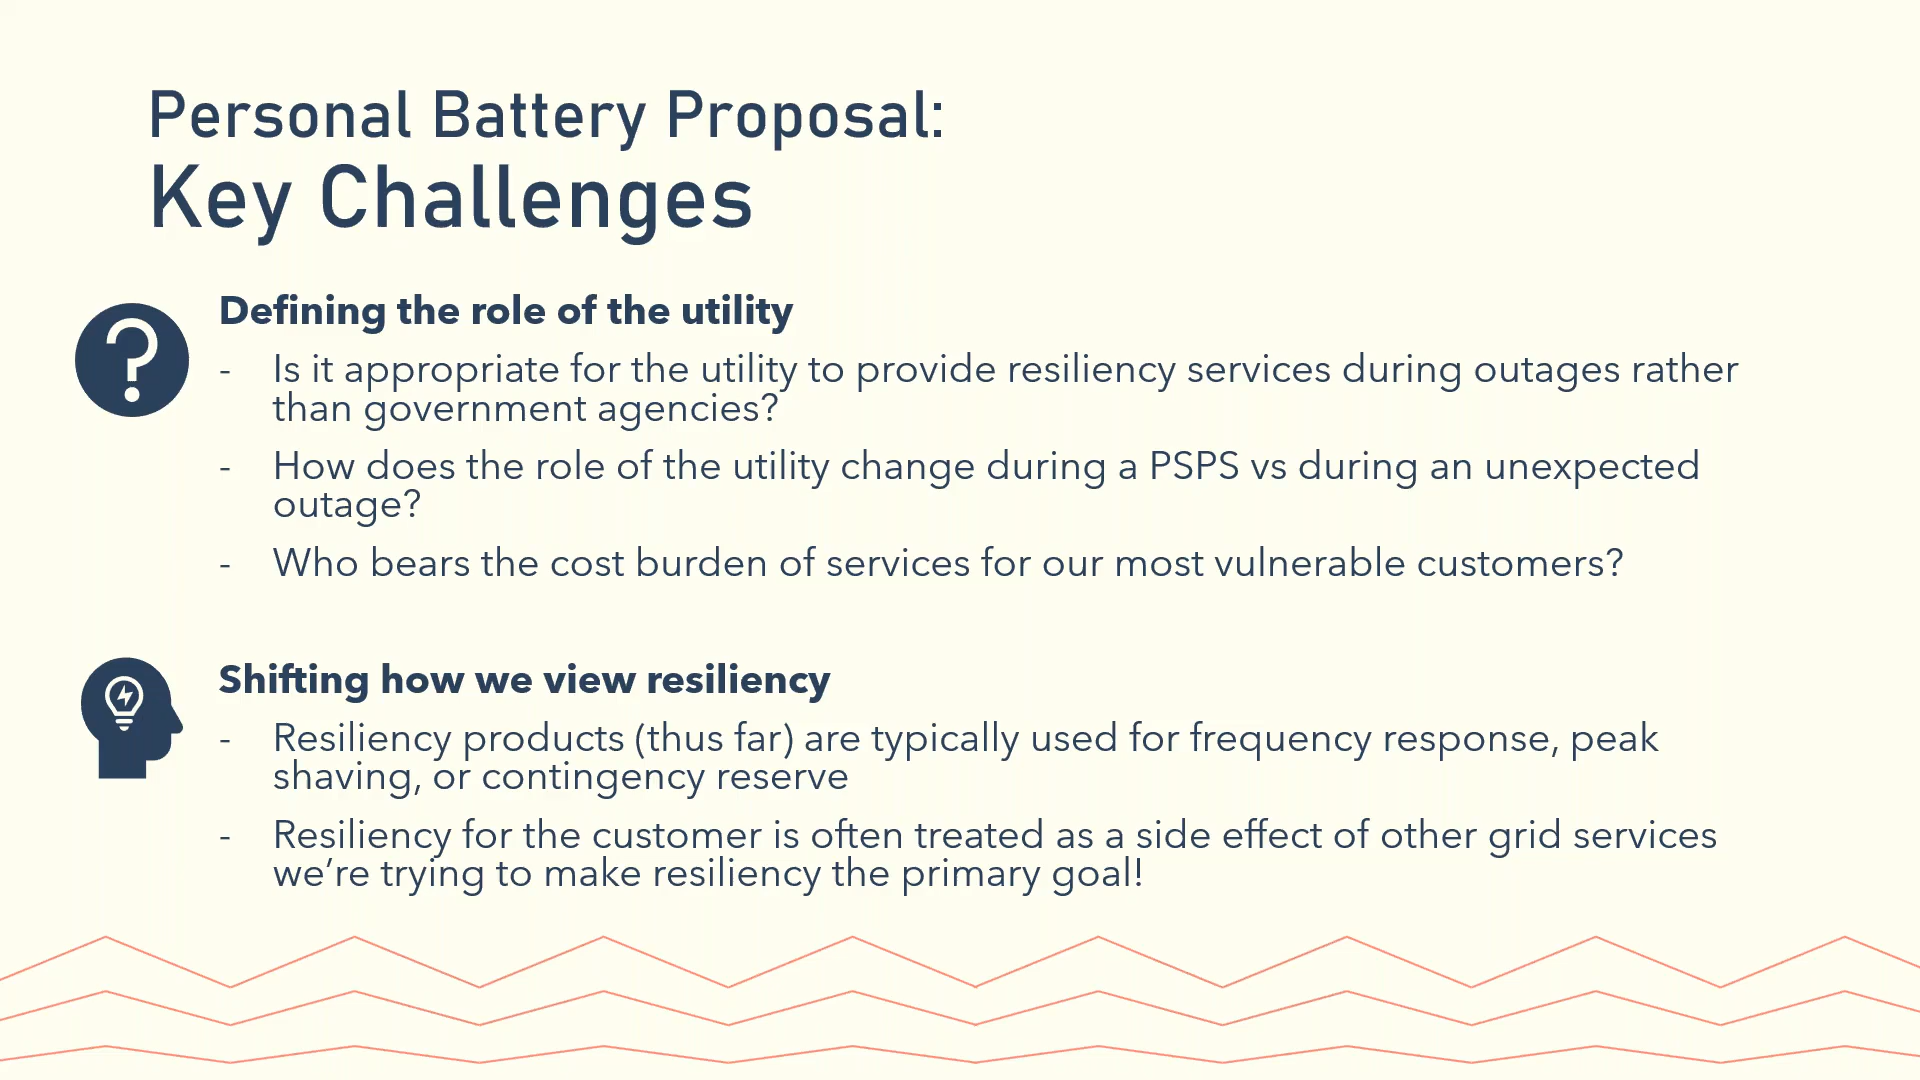 Personal Battery Proposal:
Key Challenges
Defining the role of the utility
- Is it appropriate for the utility to provide resiliency services during outages rather
than government agencies?
- How does the role of the utility change during a PSPS vs during an unexpected
outage?
- Who bears the cost burden of services for our most vulnerable customers?
Shifting how we view resiliency
- Resiliency products (thus far) are typically used for frequency response, peak
shaving, or contingency reserve
- Resiliency for the customer is often treated as a side effect of other grid services
we’re trying to make resiliency the primary goal!